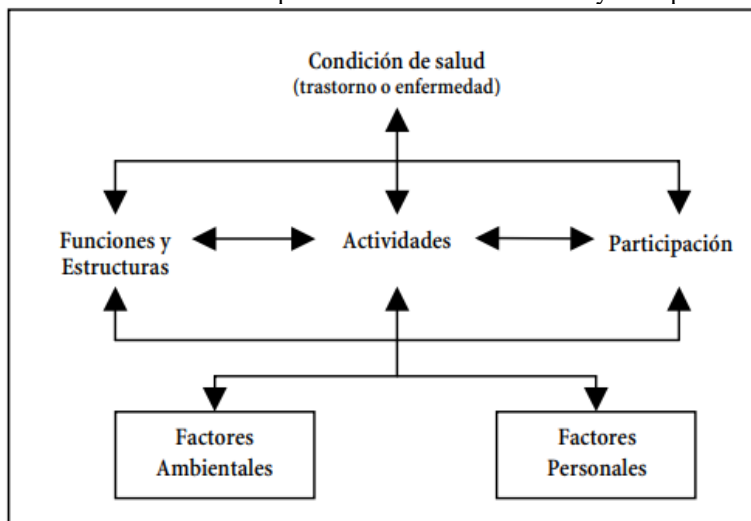 Condición de salud
(trastorno o enfermedad)
Funciones y
Estructuras
Actividades
Participación
Factores
Ambientales
Factores
Personales